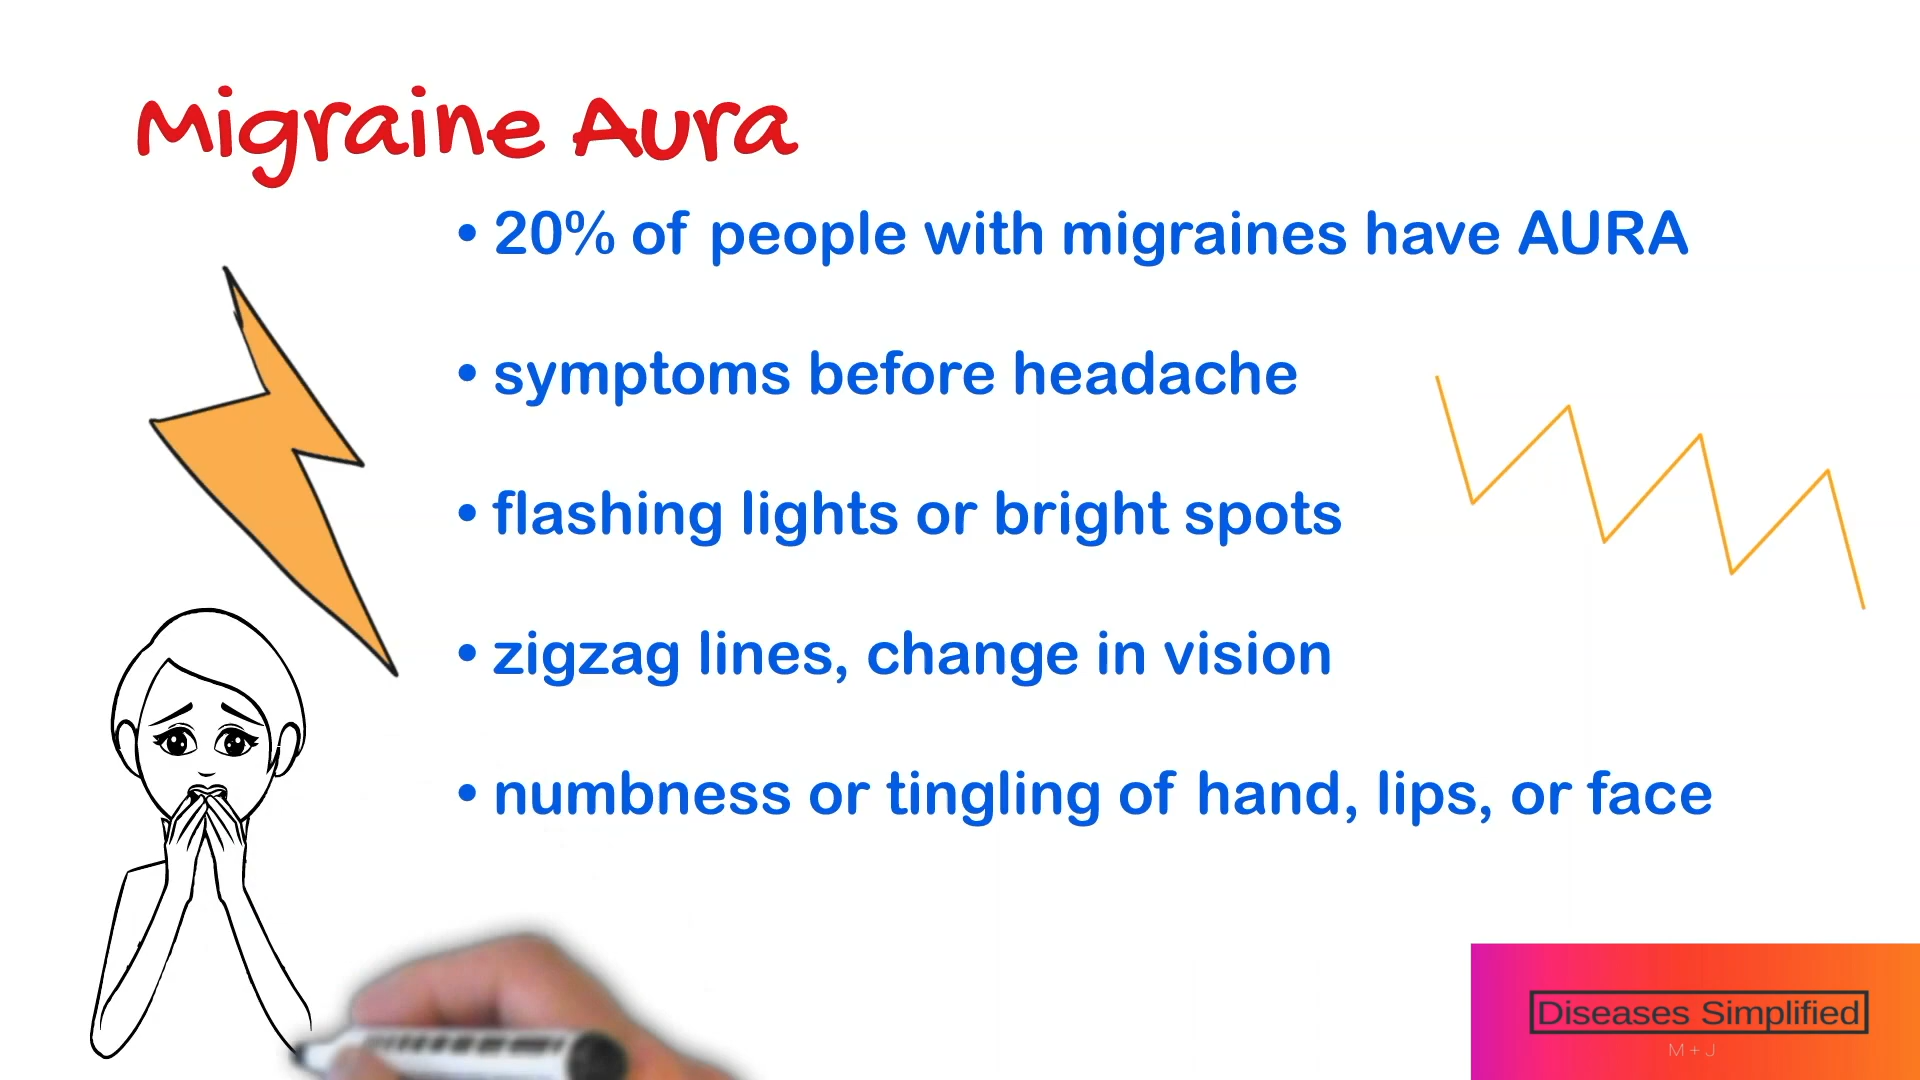 Migraine Aura
• 20% of people with migraines have AURA
• symptoms before headache
• flashing lights or bright spots
• zigzag lines, change in vision
• numbness or tingling of hand, lips, or face
Diseases Simplified
M + J